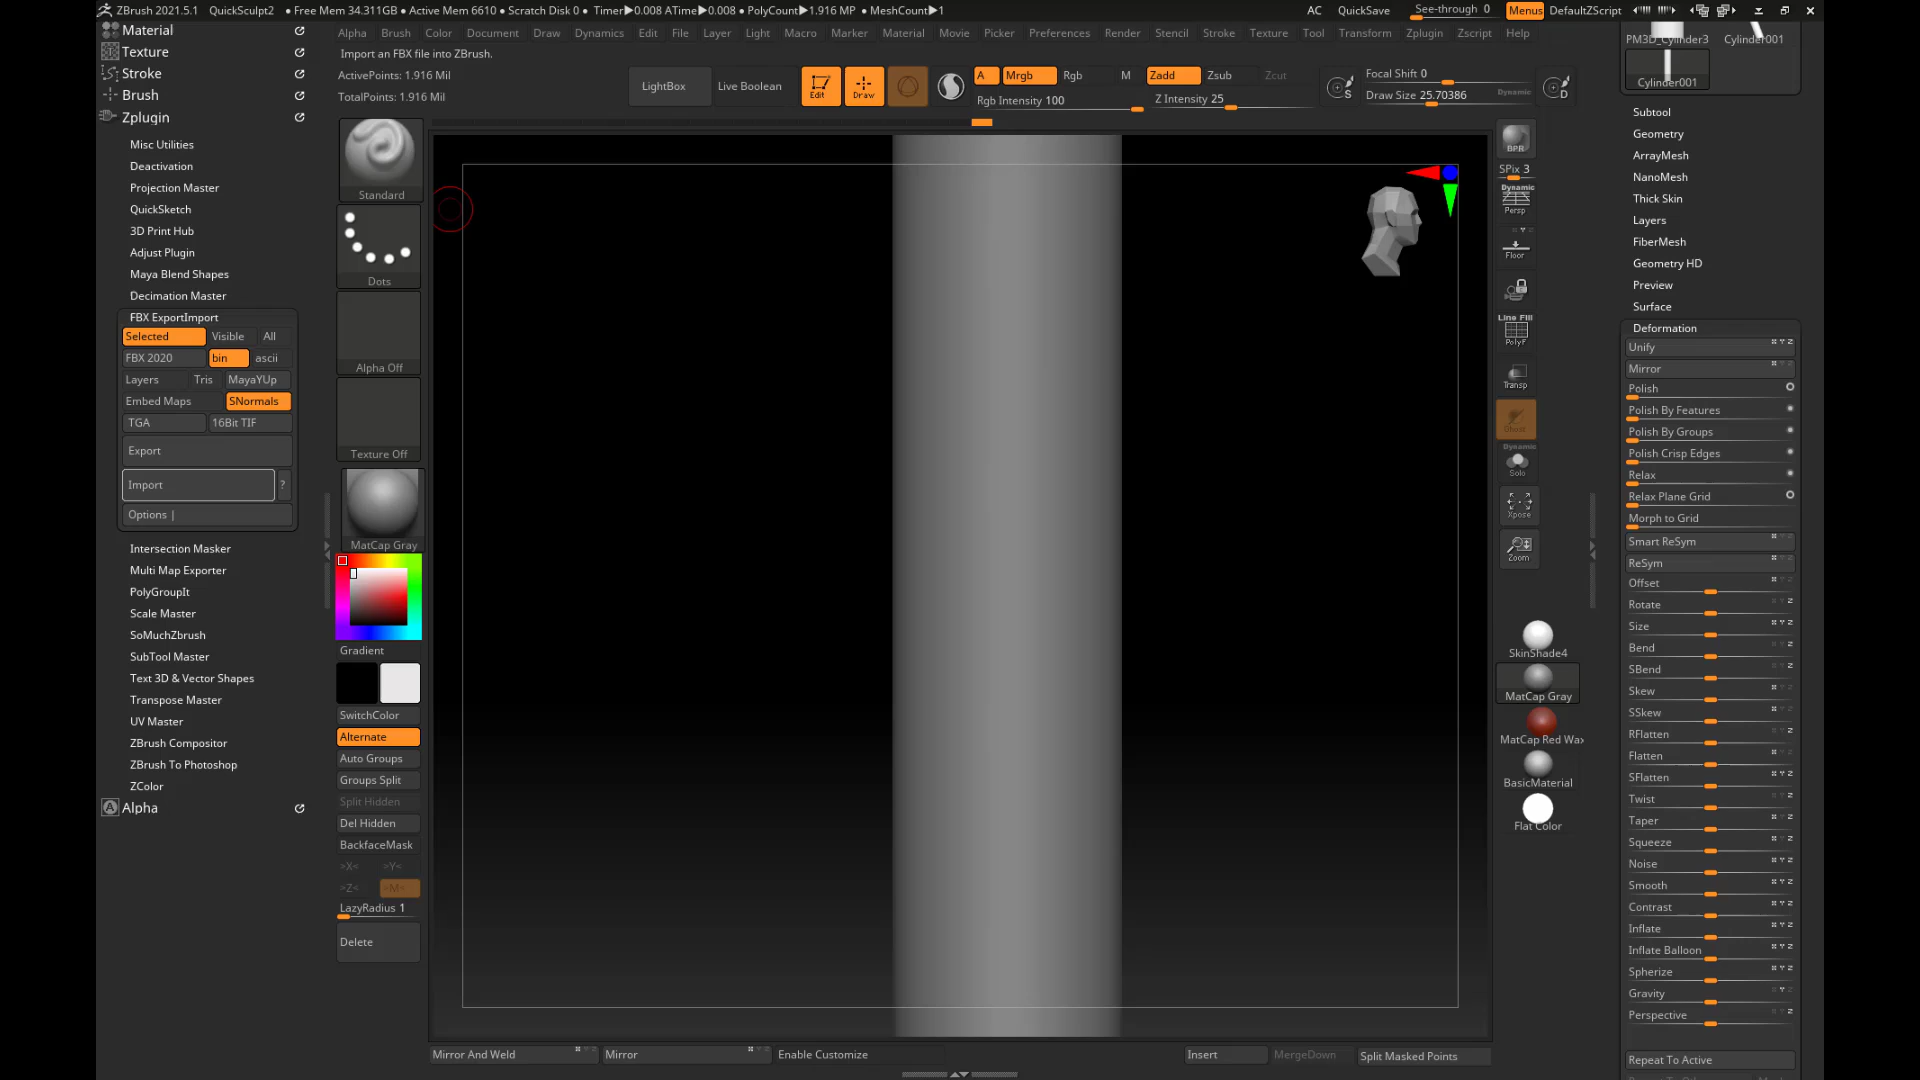 ZBrush 2021.5.1 QuickSculpt2 ● Free Mem 34.311GB ● Active Mem 6610 ● Scratch Disk 0 ● Timer▶0.008 ATime▶0.008 ● PolyCount▶1.916 MP ● MeshCount▶1 AC QuickSave See-through 0 Menus DefaultZScript
Alpha Brush Color Document Draw Dynamics Edit File Layer Light Macro Marker Material Movie Picker Preferences Render Stencil Stroke Texture Tool Transform Zplugin Zscript Help
Import an FBX file into ZBrush.
ActivePoints: 1.916 Mil
TotalPoints: 1.916 Mil
LightBox
Live Boolean
Edit
Draw
A Mrgb Rgb M Zadd Zsub Zcut
Rgb Intensity 100 Z Intensity 25
S
Focal Shift 0
Draw Size 25.70386 Dynamic
D
Material
Texture
Stroke
Brush
Zplugin
Misc Utilities
Deactivation
Projection Master
QuickSketch
3D Print Hub
Adjust Plugin
Maya Blend Shapes
Decimation Master
FBX ExportImport
Selected Visible All
FBX 2020 bin ascii
Layers Tris MayaYUp
Embed Maps SNormals
TGA 16Bit TIF
Export
Import ?
Options |
Intersection Masker
Multi Map Exporter
PolyGroupIt
Scale Master
SoMuchZbrush
SubTool Master
Text 3D & Vector Shapes
Transpose Master
UV Master
ZBrush Compositor
ZBrush To Photoshop
ZColor
Alpha
Standard
Dots
Alpha Off
Texture Off
MatCap Gray
Gradient
SwitchColor
Alternate
Auto Groups
Groups Split
Split Hidden
Del Hidden
BackfaceMask
>X< >Y<
>Z< >M<
LazyRadius 1
Delete
Mirror And Weld Mirror Enable Customize Insert MergeDown Split Masked Points
BPR
SPix 3
Dynamic
Persp
Floor
Line Fill
PolyF
Transp
Ghost
Dynamic
Solo
Xpose
Zoom
SkinShade4
MatCap Gray
MatCap Red Wax
BasicMaterial
Flat Color
PM3D_Cylinder3 Cylinder001
Cylinder001
Subtool
Geometry
ArrayMesh
NanoMesh
Thick Skin
Layers
FiberMesh
Geometry HD
Preview
Surface
Deformation
Unify
Mirror
Polish
Polish By Features
Polish By Groups
Polish Crisp Edges
Relax
Relax Plane Grid
Morph to Grid
Smart ReSym
ReSym
Offset
Rotate
Size
Bend
SBend
Skew
SSkew
RFlatten
Flatten
SFlatten
Twist
Taper
Squeeze
Noise
Smooth
Contrast
Inflate
Inflate Balloon
Spherize
Gravity
Perspective
Repeat To Active